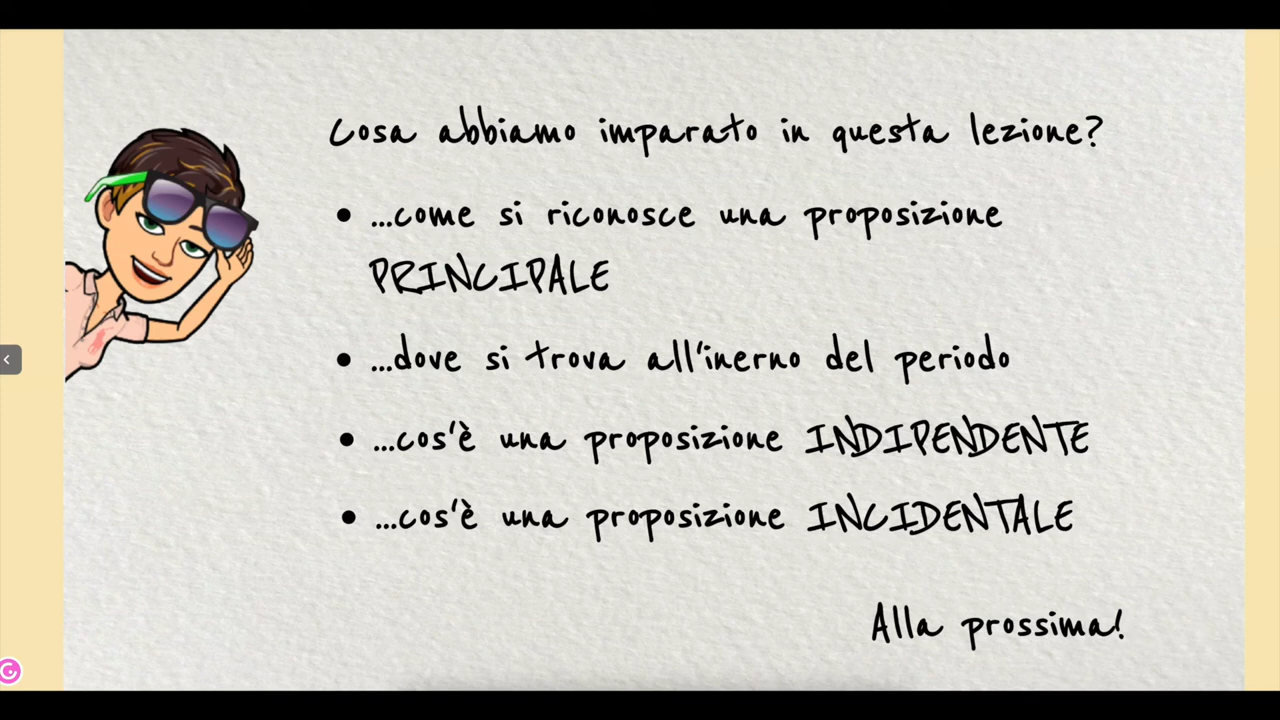 Cosa abbiamo imparato in questa lezione?
• ...come si riconosce una proposizione
PRINCIPALE
• ...dove si trova all'inerno del periodo
• ...cos'è una proposizione INDIPENDENTE
• ...cos'è una proposizione INCIDENTALE
Alla prossima!